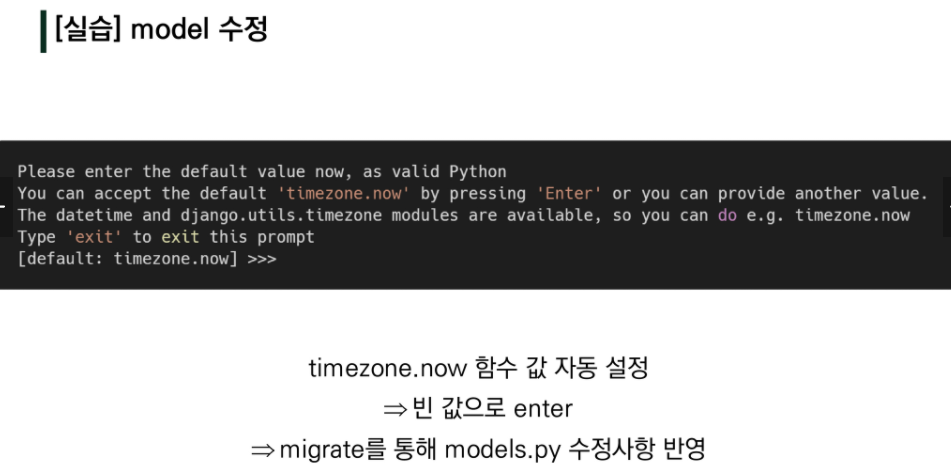 [실습] model 수정
Please enter the default value now, as valid Python
You can accept the default 'timezone.now' by pressing 'Enter' or you can provide another value.
The datetime and django.utils.timezone modules are available, so you can do e.g. timezone.now
Type 'exit' to exit this prompt
[default: timezone.now] >>>
timezone.now 함수 값 자동 설정
⇒빈 값으로 enter
⇒migrate를 통해 models.py 수정사항 반영